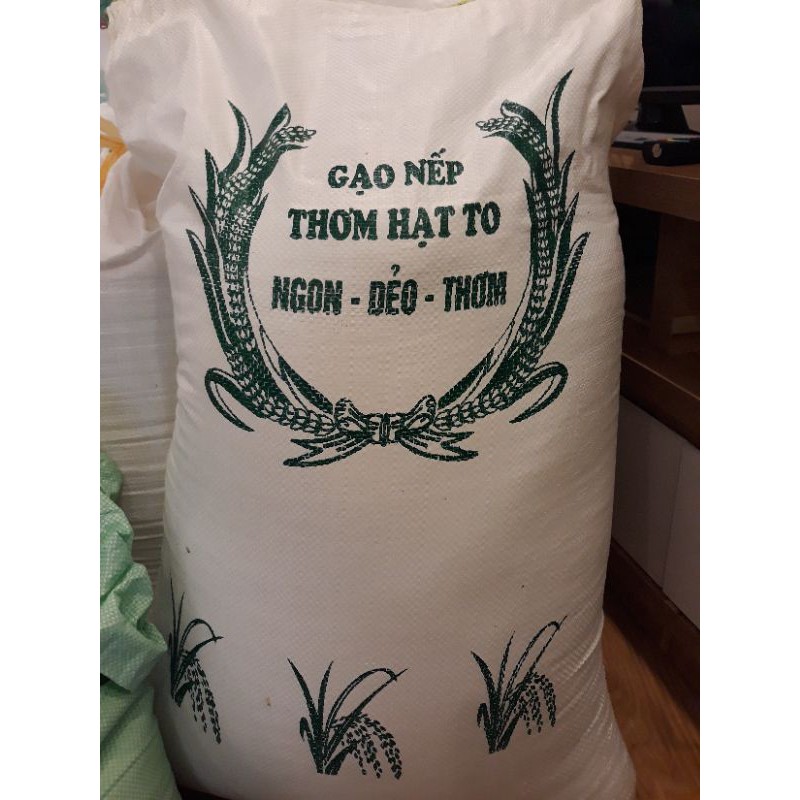 GẠO NẾP
THƠM HẠT TO
NGON - DẺO - THƠM